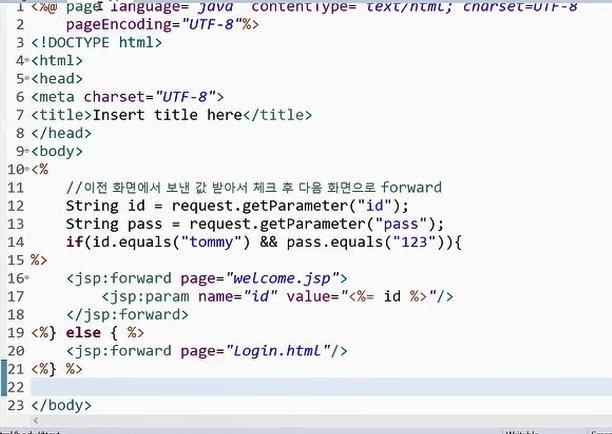 1 <%@ page language="java" contentType="text/html; charset=UTF-8"
2 pageEncoding="UTF-8"%>
3 <!DOCTYPE html>
4 <html>
5 <head>
6 <meta charset="UTF-8">
7 <title>Insert title here</title>
8 </head>
9 <body>
10 <%
11 //이전 화면에서 보낸 값 받아서 체크 후 다음 화면으로 forward
12 String id = request.getParameter("id");
13 String pass = request.getParameter("pass");
14 if(id.equals("tommy") && pass.equals("123")){
15 %>
16 <jsp:forward page="welcome.jsp">
17 <jsp:param name="id" value="<%= id %>"/>
18 </jsp:forward>
19 <%} else { %>
20 <jsp:forward page="Login.html"/>
21 <%} %>
22
23 </body>